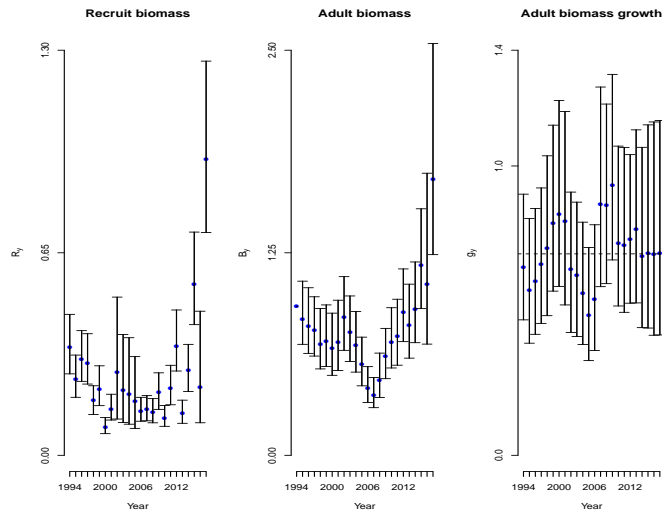 Recruit biomass
1.30
0.65
0.00
Ry
1994 2000 2006 2012
Year
Adult biomass
2.50
1.25
0.00
By
1994 2000 2006 2012
Year
Adult biomass growth
1.4
1.0
0.0
gy
1994 2000 2006 2012
Year